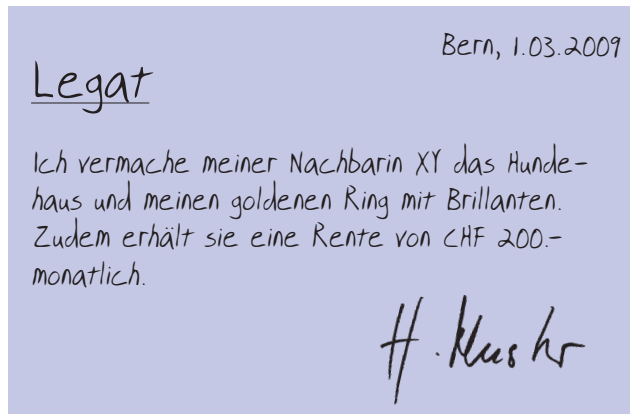 Bern, 1.03.2009
Legat
Ich vermache meiner Nachbarin XY das Hunde-
haus und meinen goldenen Ring mit Brillanten.
Zudem erhält sie eine Rente von CHF 200.-
monatlich.
H. Muster